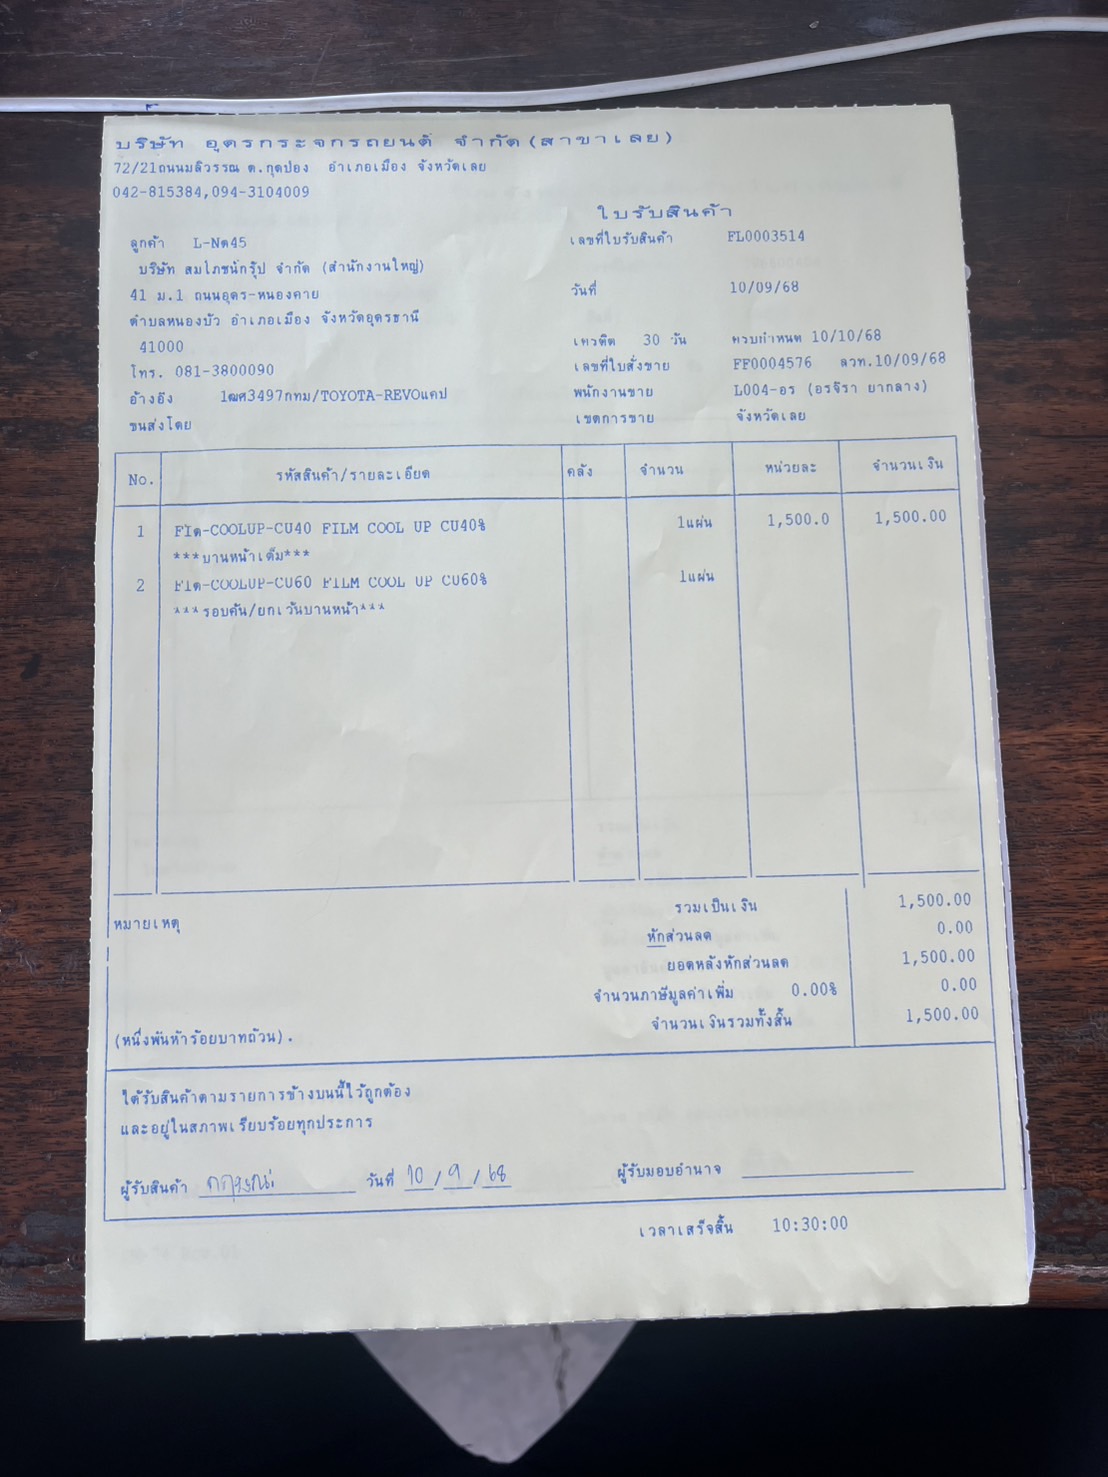 บริษัท อุดรกระจกรถยนต์ จำกัด(สาขาเลย)
72/21ถนนมลิวรรณ ต.กุดป่อง อำเภอเมือง จังหวัดเลย
042-815384,094-3104009
ใบรับสินค้า
ลูกค้า L-Nด45
เลขที่ใบรับสินค้า FL0003514
บริษัท สมโภชน์กรุ๊ป จำกัด (สำนักงานใหญ่)
41 ม.1 ถนนอุดร-หนองคาย
วันที่ 10/09/68
ตำบลหนองบัว อำเภอเมือง จังหวัดอุดรธานี
41000
เครดิต 30 วัน ครบกำหนด 10/10/68
โทร. 081-3800090
เลขที่ใบสั่งขาย FF0004576 ลวท.10/09/68
อ้างอิง 1ฒศ3497กทม/TOYOTA-REVOแคป
พนักงานขาย L004-อร (อรจิรา ยากลาง)
ขนส่งโดย
เขตการขาย จังหวัดเลย
No. รหัสสินค้า/รายละเอียด คลัง จำนวน หน่วยละ จำนวนเงิน
1 F1ต-COOLUP-CU40 FILM COOL UP CU40% 1แผ่น 1,500.0 1,500.00
***บานหน้าเต็ม***
2 F1ต-COOLUP-CU60 FILM COOL UP CU60% 1แผ่น
***รอบคัน/ยกเว้นบานหน้า***
หมายเหตุ
รวมเป็นเงิน 1,500.00
หักส่วนลด 0.00
ยอดหลังหักส่วนลด 1,500.00
จำนวนภาษีมูลค่าเพิ่ม 0.00% 0.00
จำนวนเงินรวมทั้งสิ้น 1,500.00
(หนึ่งพันห้าร้อยบาทถ้วน).
ได้รับสินค้าตามรายการข้างบนนี้ไว้ถูกต้อง
และอยู่ในสภาพเรียบร้อยทุกประการ
ผู้รับสินค้า วันที่ 10/9/68 ผู้รับมอบอำนาจ
เวลาเสร็จสิ้น 10:30:00